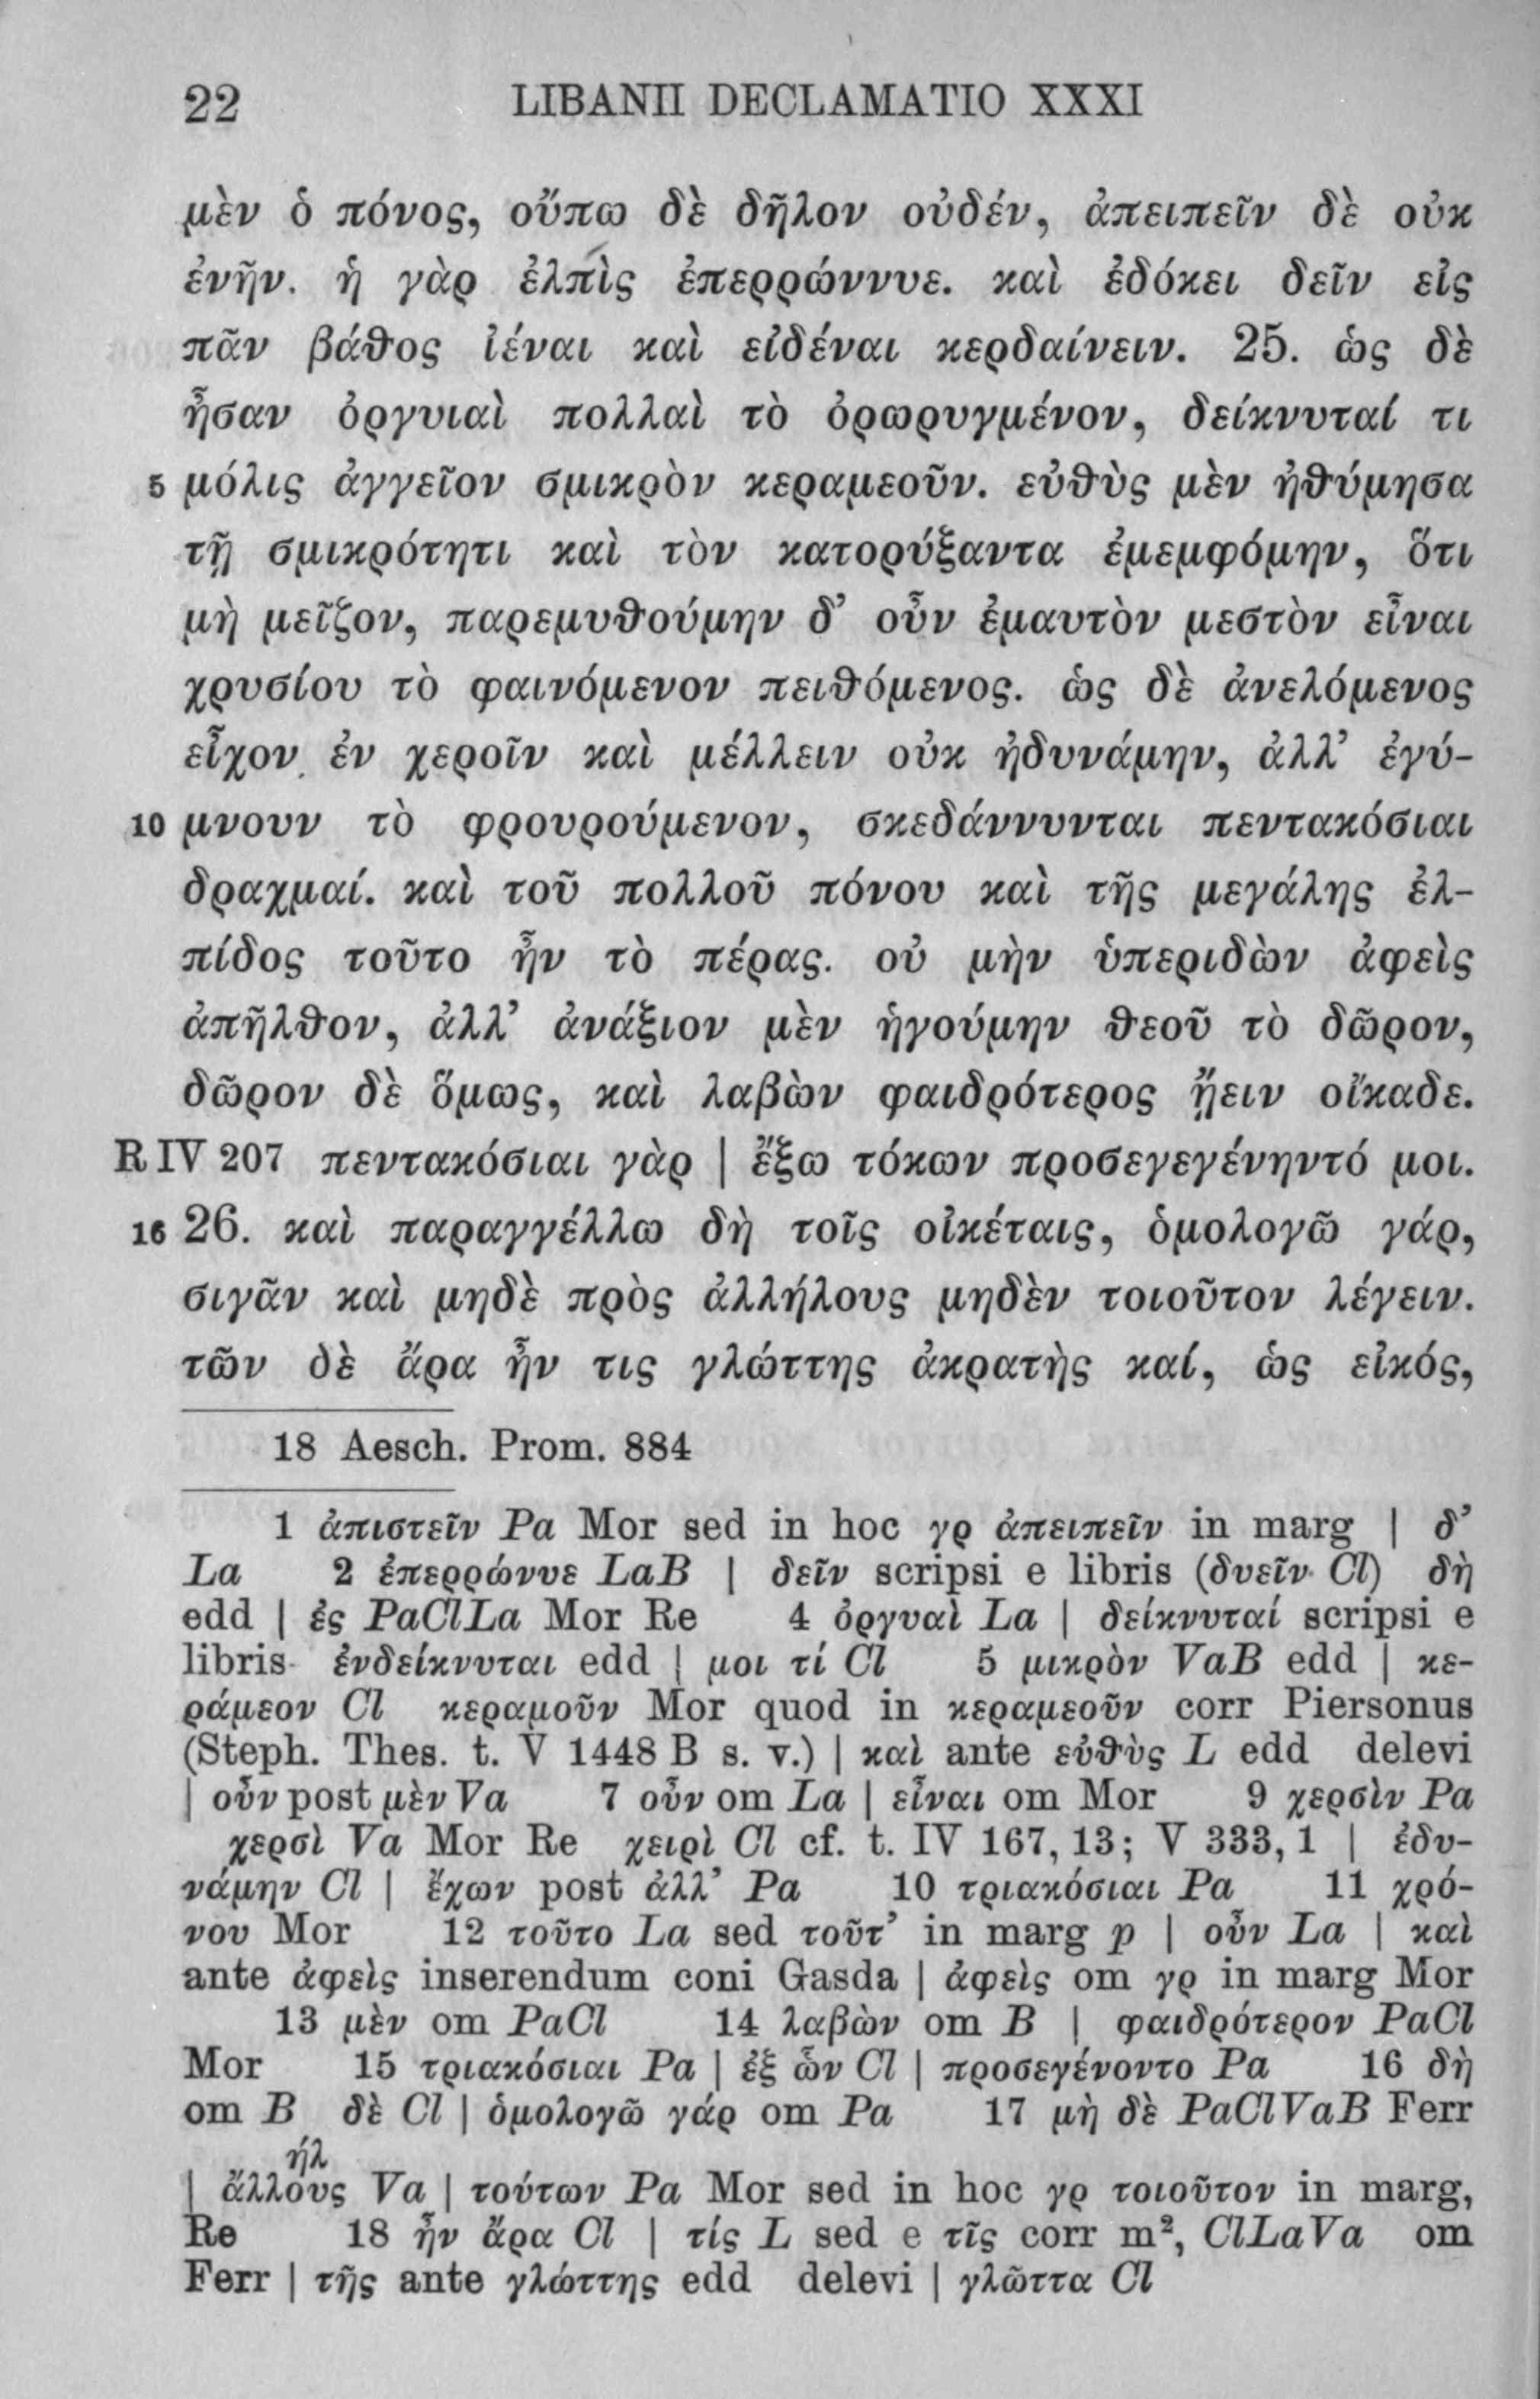 22 LIBANII DECLAMATIO XXXI
μὲν ὁ πόνος, οὔπω δὲ δῆλον οὐδέν, ἀπειπεῖν δὲ οὐκ
ἐνῆν. ἡ γὰρ ἐλπὶς ἐπερρώννυε. καὶ ἐδόκει δεῖν εἰς
πᾶν βάθος ἰέναι καὶ εἰδέναι κερδαίνειν. 25. ὡς δὲ
ἦσαν ὀργυιαὶ πολλαὶ τὸ ὀρωρυγμένον, δείκνυταί τι
5 μόλις ἀγγεῖον σμικρὸν κεραμεοῦν. εὐθὺς μὲν ἠθύμησα
τῇ σμικρότητι καὶ τὸν κατορύξαντα ἐμεμφόμην, ὅτι
μὴ μεῖζον, παρεμυθούμην δ’ οὖν ἐμαυτὸν μεστὸν εἶναι
χρυσίου τὸ φαινόμενον πειθόμενος. ὡς δὲ ἀνελόμενος
εἶχον ἐν χεροῖν καὶ μέλλειν οὐκ ἠδυνάμην, ἀλλ’ ἐγύ-
10 μνουν τὸ φρουρούμενον, σκεδάννυνται πεντακόσιαι
δραχμαί. καὶ τοῦ πολλοῦ πόνου καὶ τῆς μεγάλης ἐλ-
πίδος τοῦτο ἦν τὸ πέρας. οὐ μὴν ὑπεριδὼν ἀφεὶς
ἀπῆλθον, ἀλλ’ ἀνάξιον μὲν ἡγούμην θεοῦ τὸ δῶρον,
δῶρον δὲ ὅμως, καὶ λαβὼν φαιδρότερος ᾔειν οἴκαδε.
R IV 207 πεντακόσιαι γὰρ | ἔξω τόκων προσεγεγένηντό μοι.
16 26. καὶ παραγγέλλω δὴ τοῖς οἰκέταις, ὁμολογῶ γάρ,
σιγᾶν καὶ μηδὲ πρὸς ἀλλήλους μηδὲν τοιοῦτον λέγειν.
τῶν δὲ ἄρα ἦν τις γλώττης ἀκρατὴς καί, ὡς εἰκός,
18 Aesch. Prom. 884
1 ἀπιστεῖν Pa Mor sed in hoc γρ ἀπειπεῖν in marg | δ’
La 2 ἐπερρώνυε LaB | δεῖν scripsi e libris (δυεῖν Cl) δὴ
edd | ἐς PaClLa Mor Re 4 ὀργυαὶ La | δείκνυταί scripsi e
libris ἐνδείκνυται edd | μοι τί Cl 5 μικρὸν VaB edd | κε-
ράμεον Cl κεραμοῦν Mor quod in κεραμεοῦν corr Piersonus
(Steph. Thes. t. V 1448 B s. v.) | καὶ ante εὐθὺς L edd delevi
| οὖν post μὲν Va 7 οὖν om La | εἶναι om Mor 9 χερσὶν Pa
χερσὶ Va Mor Re χειρὶ Cl cf. t. IV 167, 13; V 333, 1 | ἐδυ-
νάμην Cl | ἔχων post ἀλλ’ Pa 10 τριακόσιαι Pa 11 χρό-
νου Mor 12 τοῦτο La sed τοῦτ’ in marg p | οὖν La | καὶ
ante ἀφεὶς inserendum coni Gasda | ἀφεὶς om γρ in marg Mor
13 μὲν om PaCl 14 λαβὼν om B | φαιδρότερον PaCl
Mor 15 τριακόσιαι Pa | ἐξ ὧν Cl | προσεγένοντο Pa 16 δὴ
om B δὲ Cl | ὁμολογῶ γάρ om Pa 17 μὴ δὲ PaClVaB Ferr
ήλ
| ἄλλους Va | τούτων Pa Mor sed in hoc γρ τοιοῦτον in marg,
Re 18 ἦν ἄρα Cl | τίς L sed e τῖς corr m², ClLaVa om
Ferr | τῆς ante γλώττης edd delevi | γλῶττα Cl